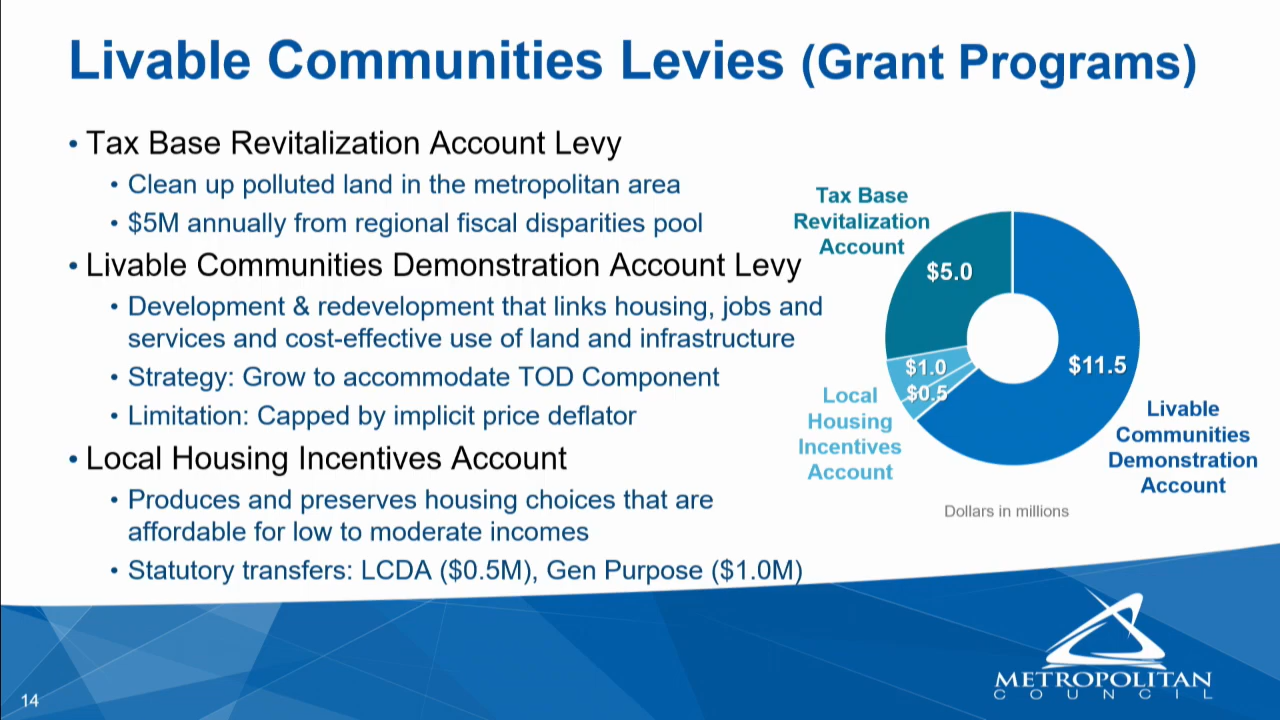 Livable Communities Levies (Grant Programs)
• Tax Base Revitalization Account Levy
• Clean up polluted land in the metropolitan area
• $5M annually from regional fiscal disparities pool
• Livable Communities Demonstration Account Levy
• Development & redevelopment that links housing, jobs and
services and cost-effective use of land and infrastructure
• Strategy: Grow to accommodate TOD Component
• Limitation: Capped by implicit price deflator
• Local Housing Incentives Account
• Produces and preserves housing choices that are
affordable for low to moderate incomes
• Statutory transfers: LCDA ($0.5M), Gen Purpose ($1.0M)
Tax Base
Revitalization
Account
$5.0
$1.0
$0.5
$11.5
Local
Housing
Incentives
Account
Livable
Communities
Demonstration
Account
Dollars in millions
METROPOLITAN
COUNCIL
14